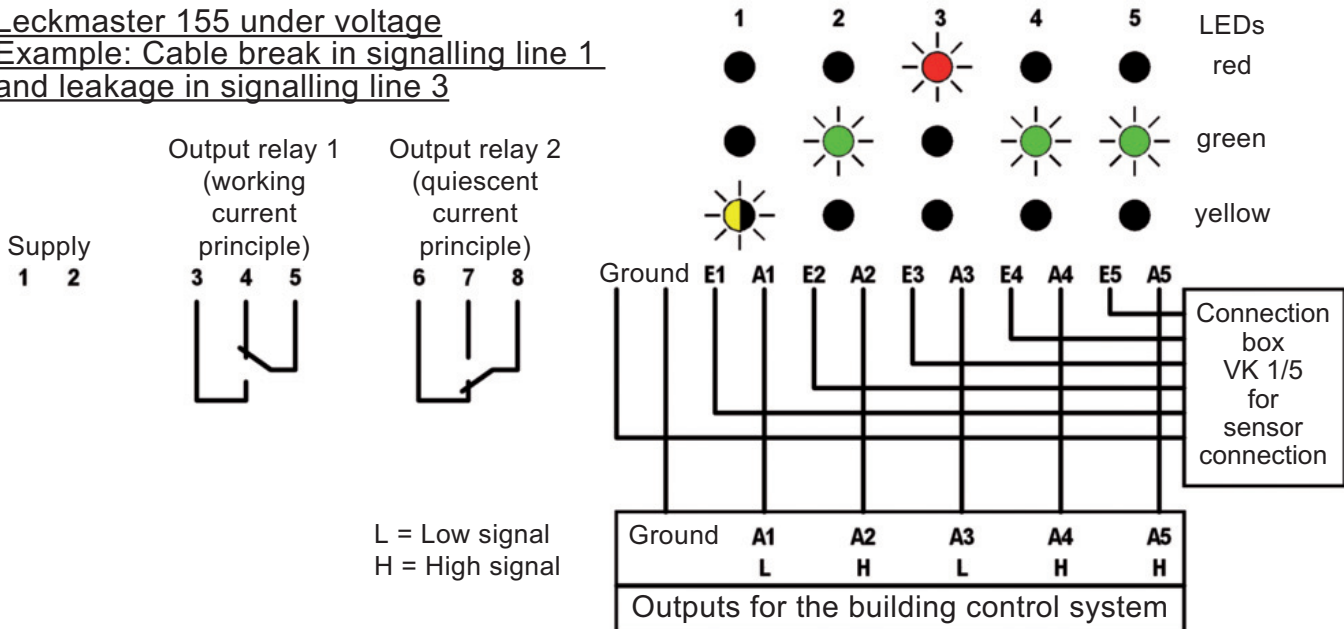 Leckmaster 155 under voltage
Example: Cable break in signalling line 1
and leakage in signalling line 3
1 2 3 4 5 LEDs
red
green
yellow
Output relay 1
(working
current
principle)
Output relay 2
(quiescent
current
principle)
Supply
1 2
3 4 5
6 7 8
Ground E1 A1 E2 A2 E3 A3 E4 A4 E5 A5
Connection
box
VK 1/5
for
sensor
connection
L = Low signal
H = High signal
Ground A1 A2 A3 A4 A5
L H L H H
Outputs for the building control system